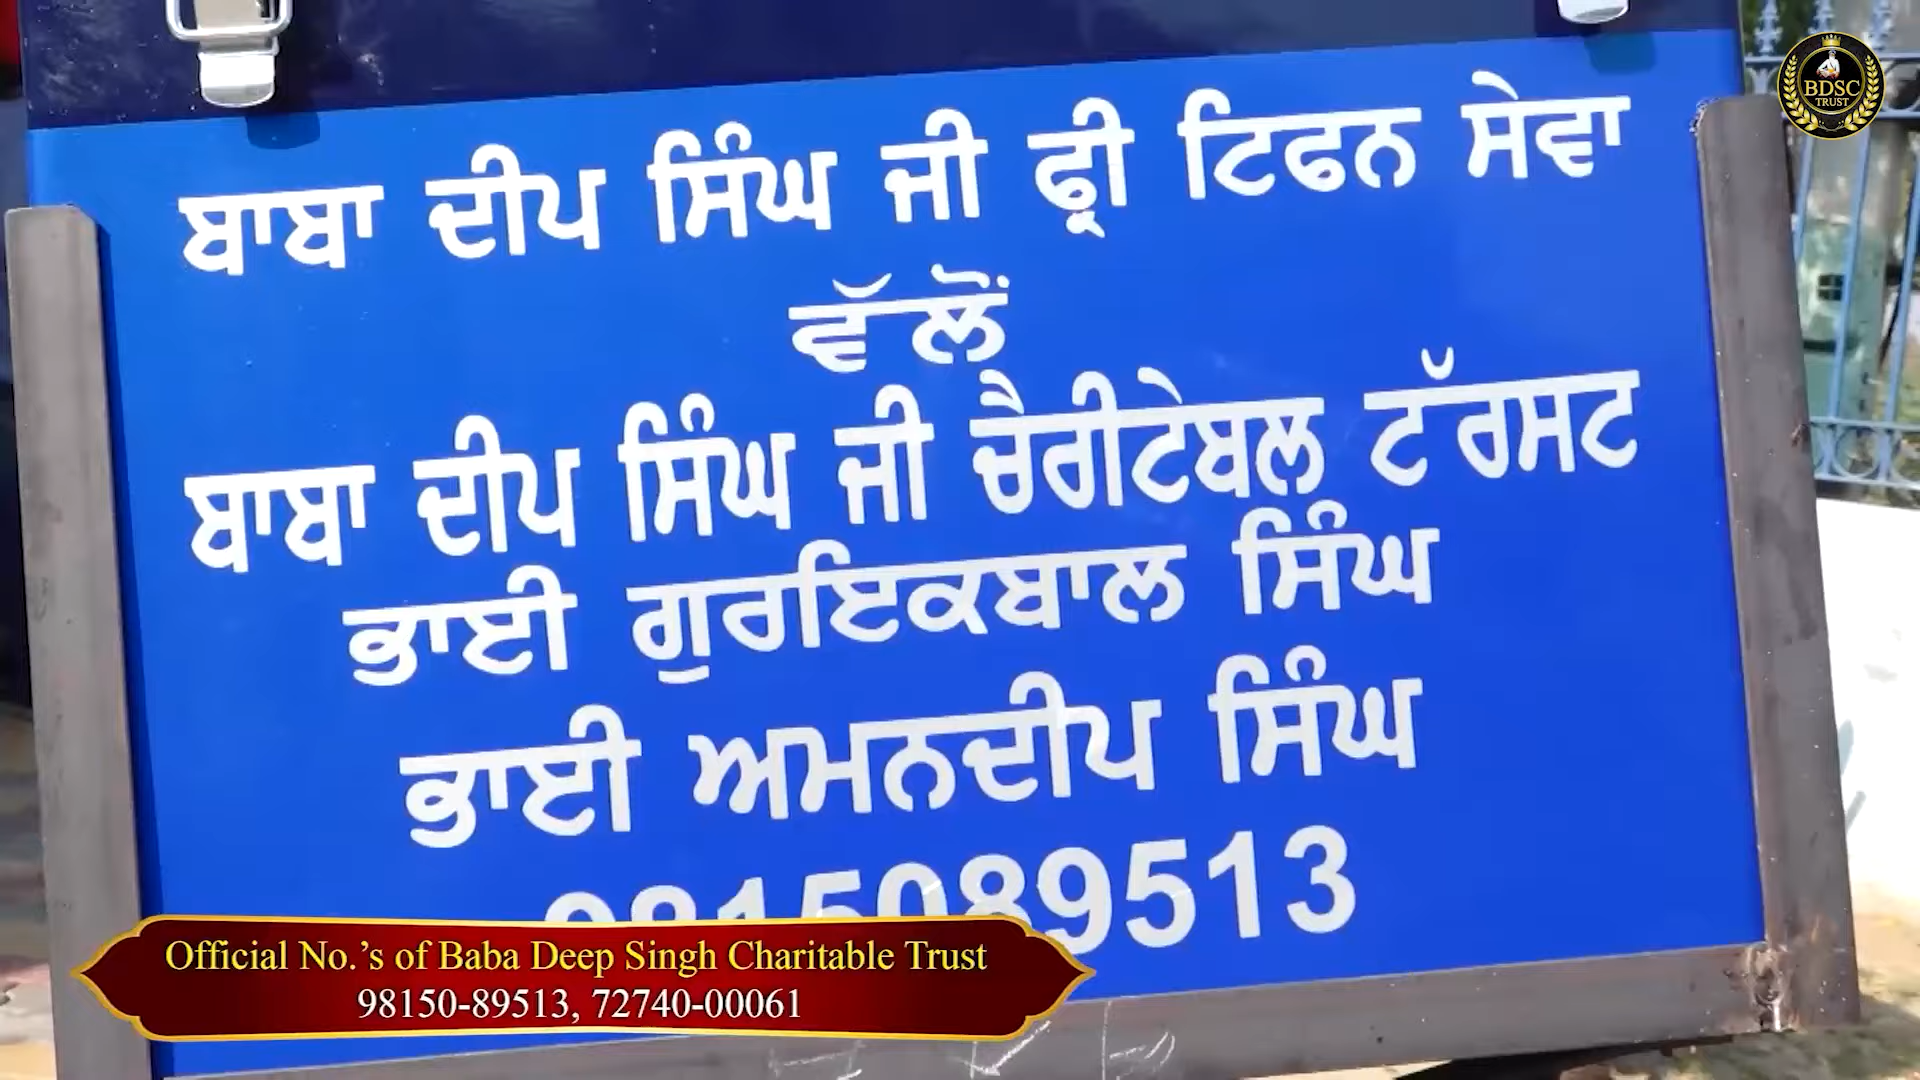 ਬਾਬਾ ਦੀਪ ਸਿੰਘ ਜੀ ਫ੍ਰੀ ਟਿਫਨ ਸੇਵਾ
ਵੱਲੋਂ
ਬਾਬਾ ਦੀਪ ਸਿੰਘ ਜੀ ਚੈਰੀਟੇਬਲ ਟੱਰਸਟ
ਭਾਈ ਗੁਰਇਕਬਾਲ ਸਿੰਘ
ਭਾਈ ਅਮਨਦੀਪ ਸਿੰਘ
9815089513
Official No.’s of Baba Deep Singh Charitable Trust
98150-89513, 72740-00061
BDSC
TRUST